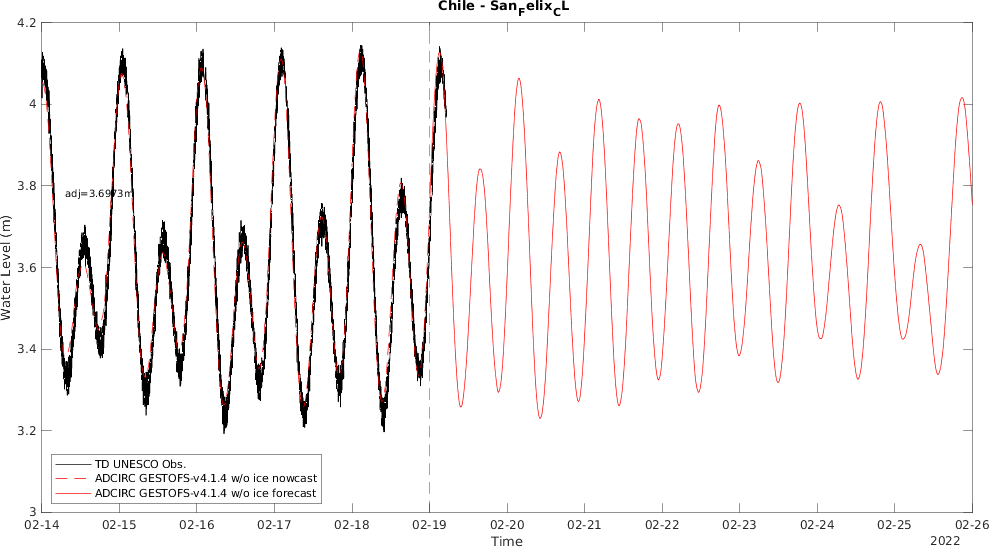 Chile - San_Felix_CL
4.2
4
3.8
3.6
3.4
3.2
3
Water Level (m)
adj=3.6973m
TD UNESCO Obs.
ADCIRC GESTOFS-v4.1.4 w/o ice nowcast
ADCIRC GESTOFS-v4.1.4 w/o ice forecast
02-14 02-15 02-16 02-17 02-18 02-19 02-20 02-21 02-22 02-23 02-24 02-25 02-26
Time
2022